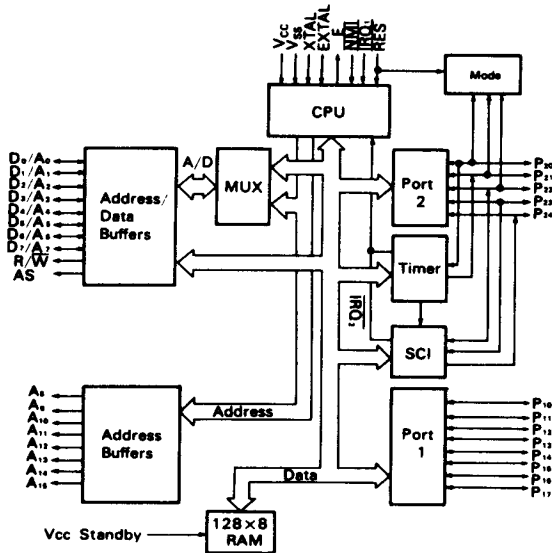 Vcc
Vss
XTAL
EXTAL
E
NMI
IRQ₁
RES
Mode
CPU
D₀/A₀
D₁/A₁
D₂/A₂
D₃/A₃
D₄/A₄
D₅/A₅
D₆/A₆
D₇/A₇
R/W
AS
Address/
Data
Buffers
A/D
MUX
Port
2
P₂₀
P₂₁
P₂₂
P₂₃
P₂₄
Timer
IRQ₂
SCI
A₈
A₉
A₁₀
A₁₁
A₁₂
A₁₃
A₁₄
A₁₅
Address
Buffers
Address
Data
Port
1
P₁₀
P₁₁
P₁₂
P₁₃
P₁₄
P₁₅
P₁₆
P₁₇
Vcc Standby
128×8
RAM